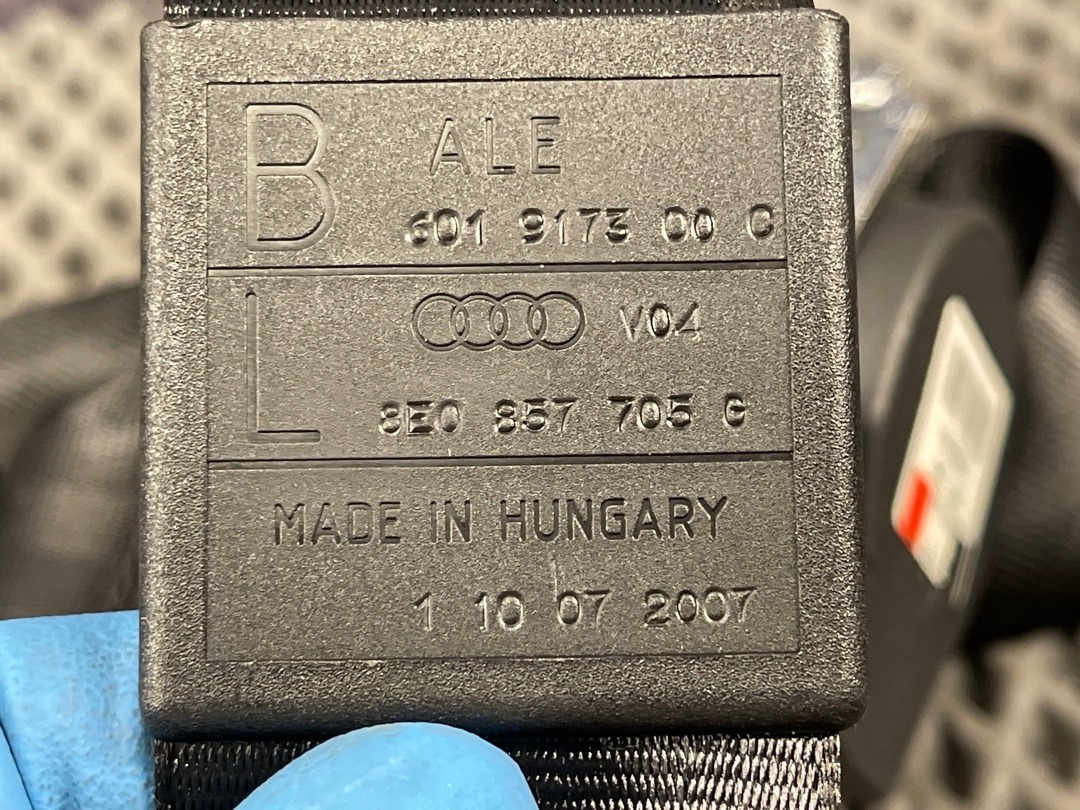 B ALE
601 9173 00 C
L V04
8E0 857 705 G
MADE IN HUNGARY
1 10 07 2007